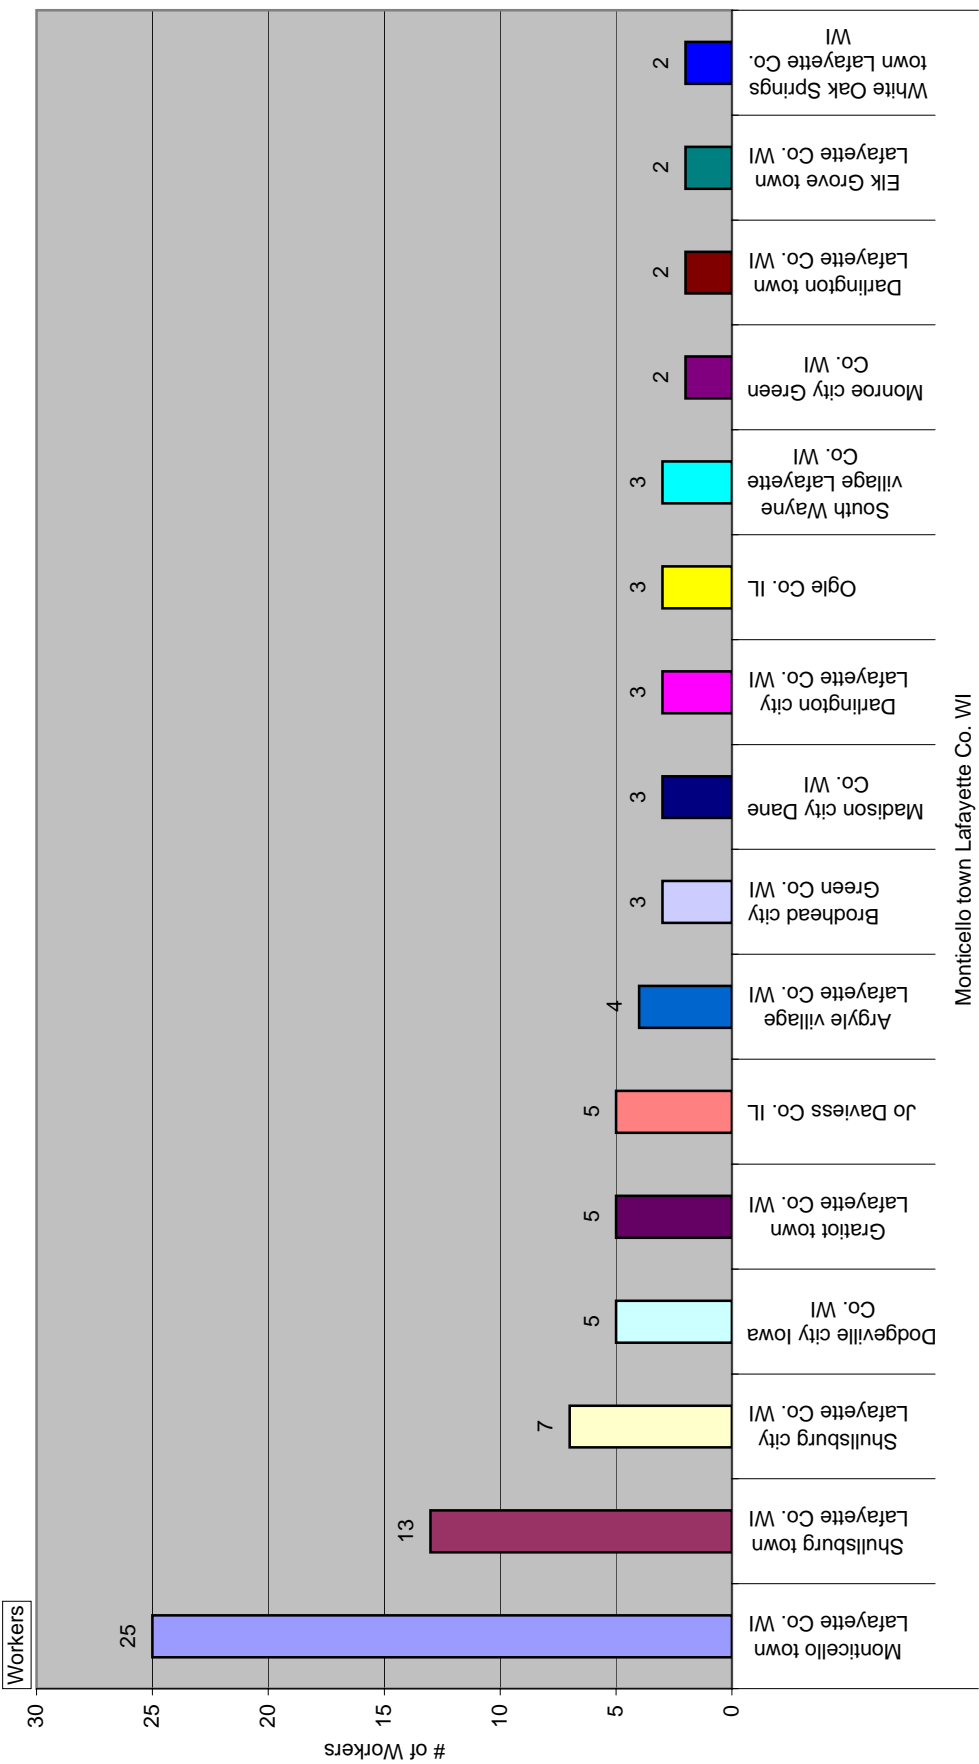 Workers
30
25
20
15
10
5
0
# of Workers
25
13
7
5
5
5
4
3
3
3
3
3
2
2
2
2
Monticello town
Lafayette Co. WI
Shullsburg town
Lafayette Co. WI
Shullsburg city
Lafayette Co. WI
Dodgeville city Iowa
Co. WI
Gratiot town
Lafayette Co. WI
Jo Daviess Co. IL
Argyle village
Lafayette Co. WI
Brodhead city
Green Co. WI
Madison city Dane
Co. WI
Darlington city
Lafayette Co. WI
Ogle Co. IL
South Wayne
village Lafayette
Co. WI
Monroe city Green
Co. WI
Darlington town
Lafayette Co. WI
Elk Grove town
Lafayette Co. WI
White Oak Springs
town Lafayette Co.
WI
Monticello town Lafayette Co. WI